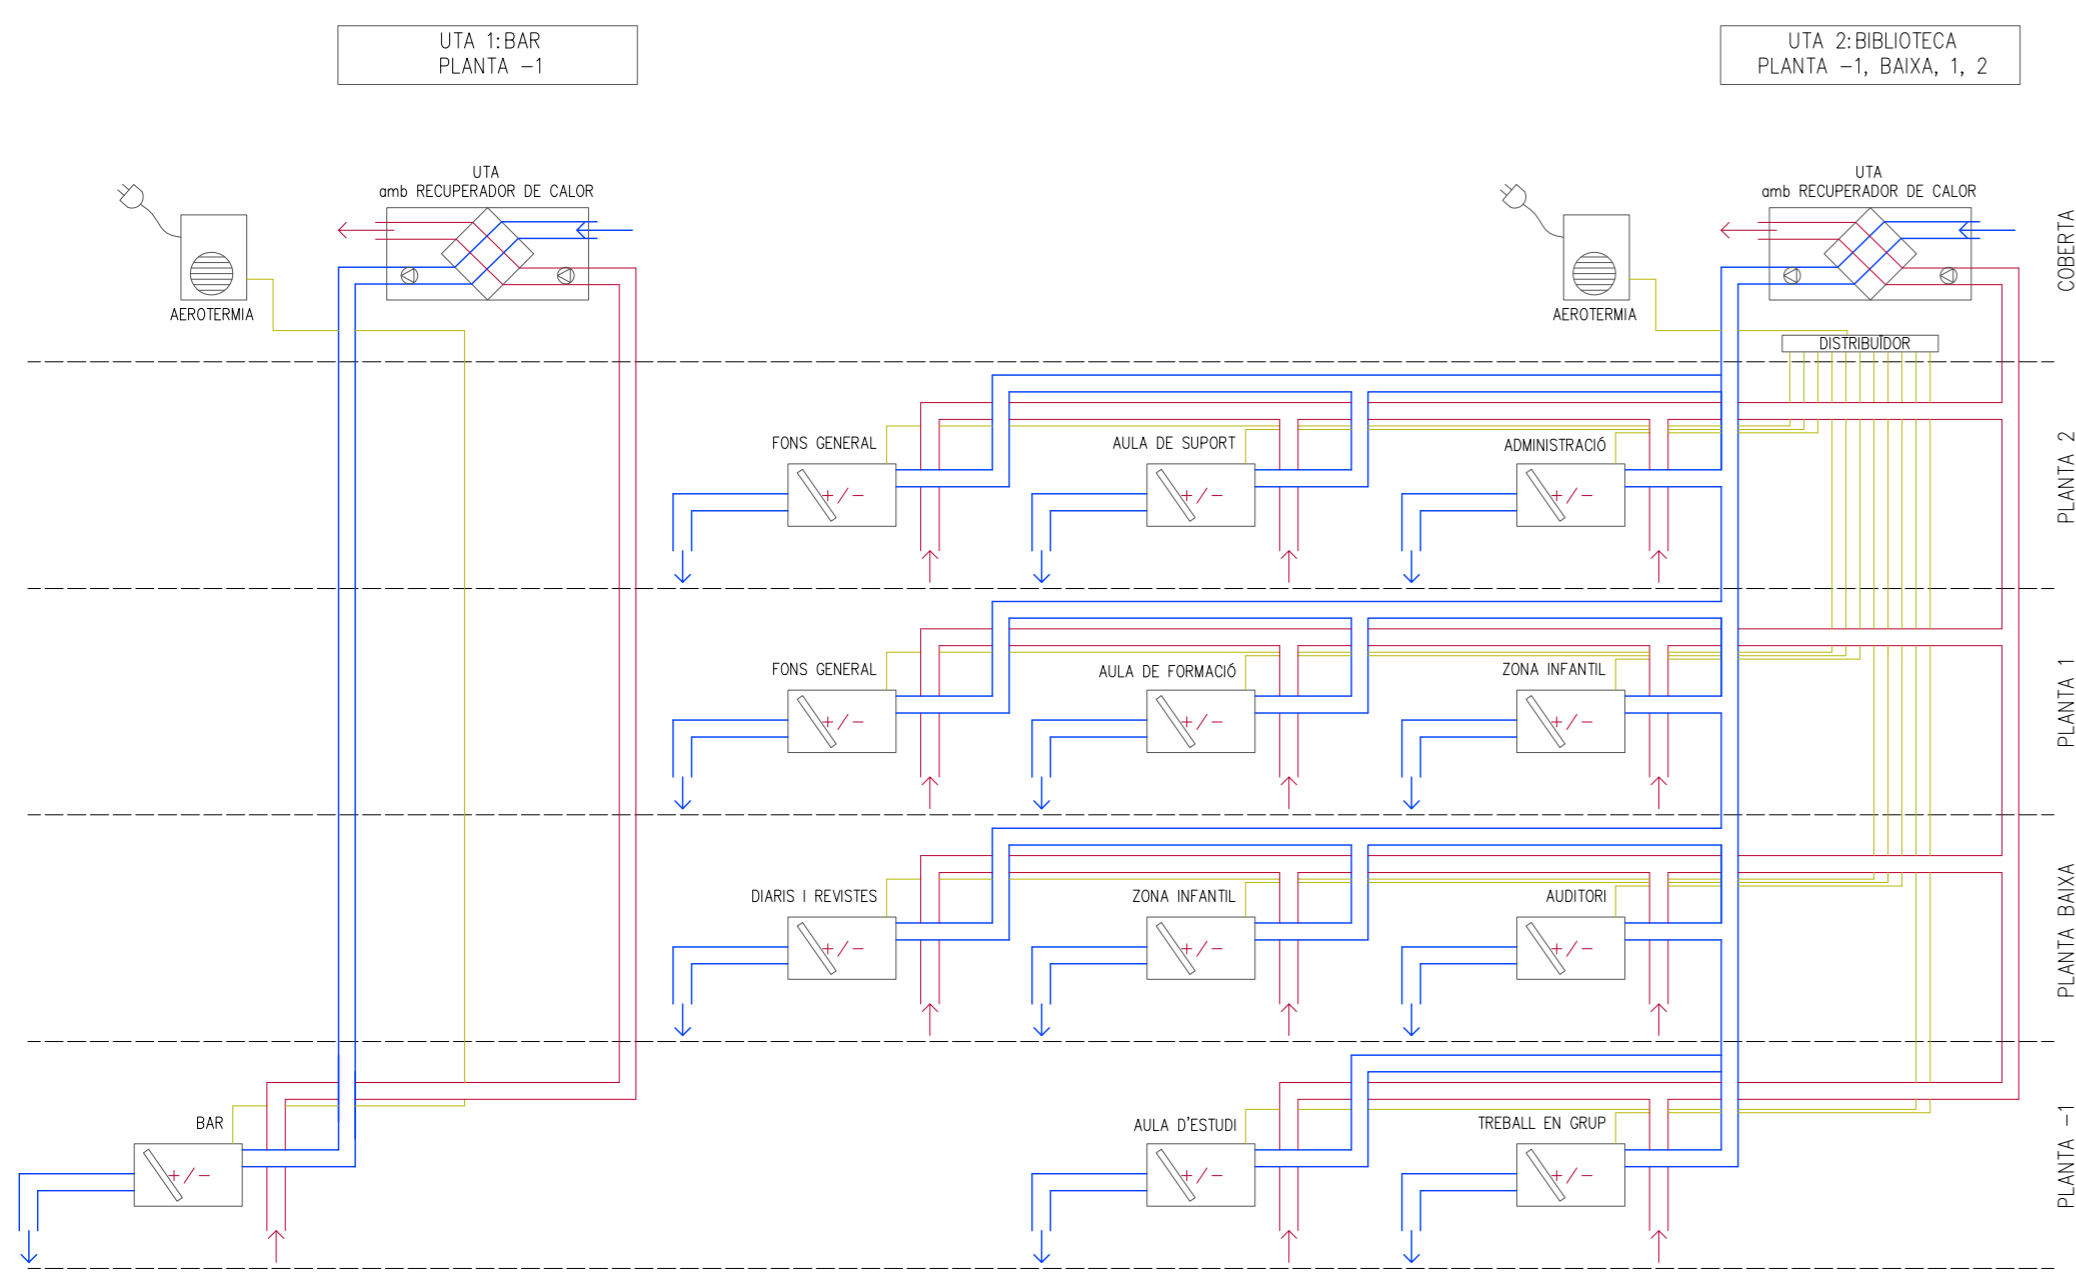 UTA 1:BAR
PLANTA -1
UTA 2:BIBLIOTECA
PLANTA -1, BAIXA, 1, 2
UTA
amb RECUPERADOR DE CALOR
AEROTERMIA
UTA
amb RECUPERADOR DE CALOR
AEROTERMIA
DISTRIBUÏDOR
COBERTA
FONS GENERAL
+/-
AULA DE SUPORT
+/-
ADMINISTRACIÓ
+/-
PLANTA 2
FONS GENERAL
+/-
AULA DE FORMACIÓ
+/-
ZONA INFANTIL
+/-
PLANTA 1
DIARIS I REVISTES
+/-
ZONA INFANTIL
+/-
AUDITORI
+/-
PLANTA BAIXA
BAR
+/-
AULA D'ESTUDI
+/-
TREBALL EN GRUP
+/-
PLANTA -1